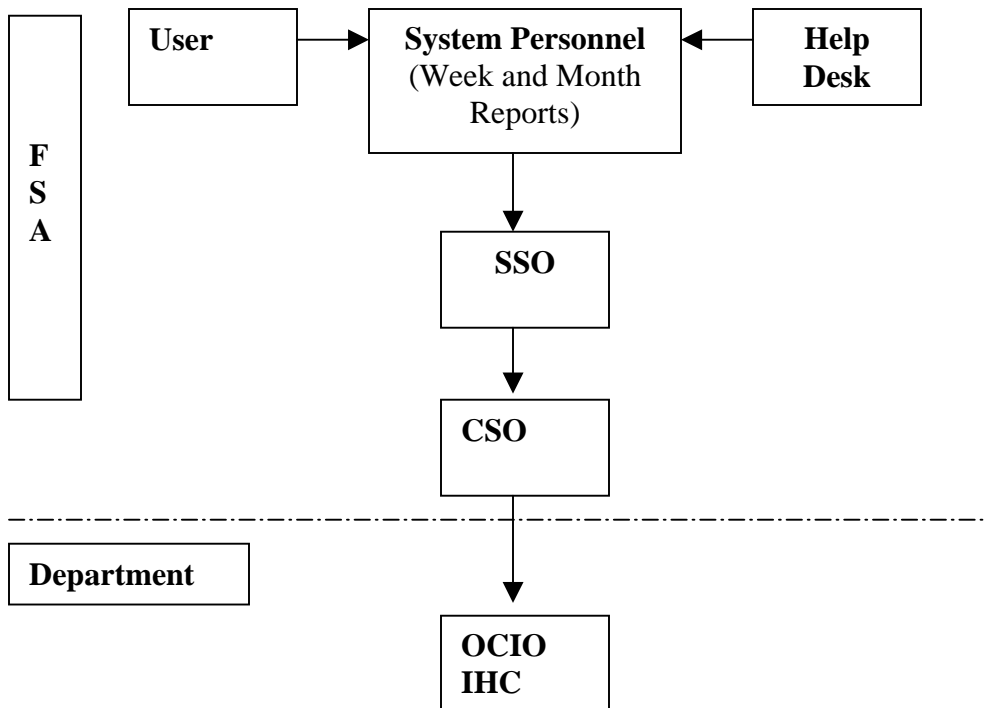 User
System Personnel
(Week and Month
Reports)
Help
Desk
F
S
A
SSO
CSO
Department
OCIO
IHC